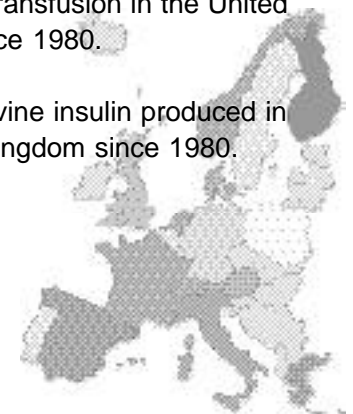 ransfusion in the United
ce 1980.
vine insulin produced in
ngdom since 1980.